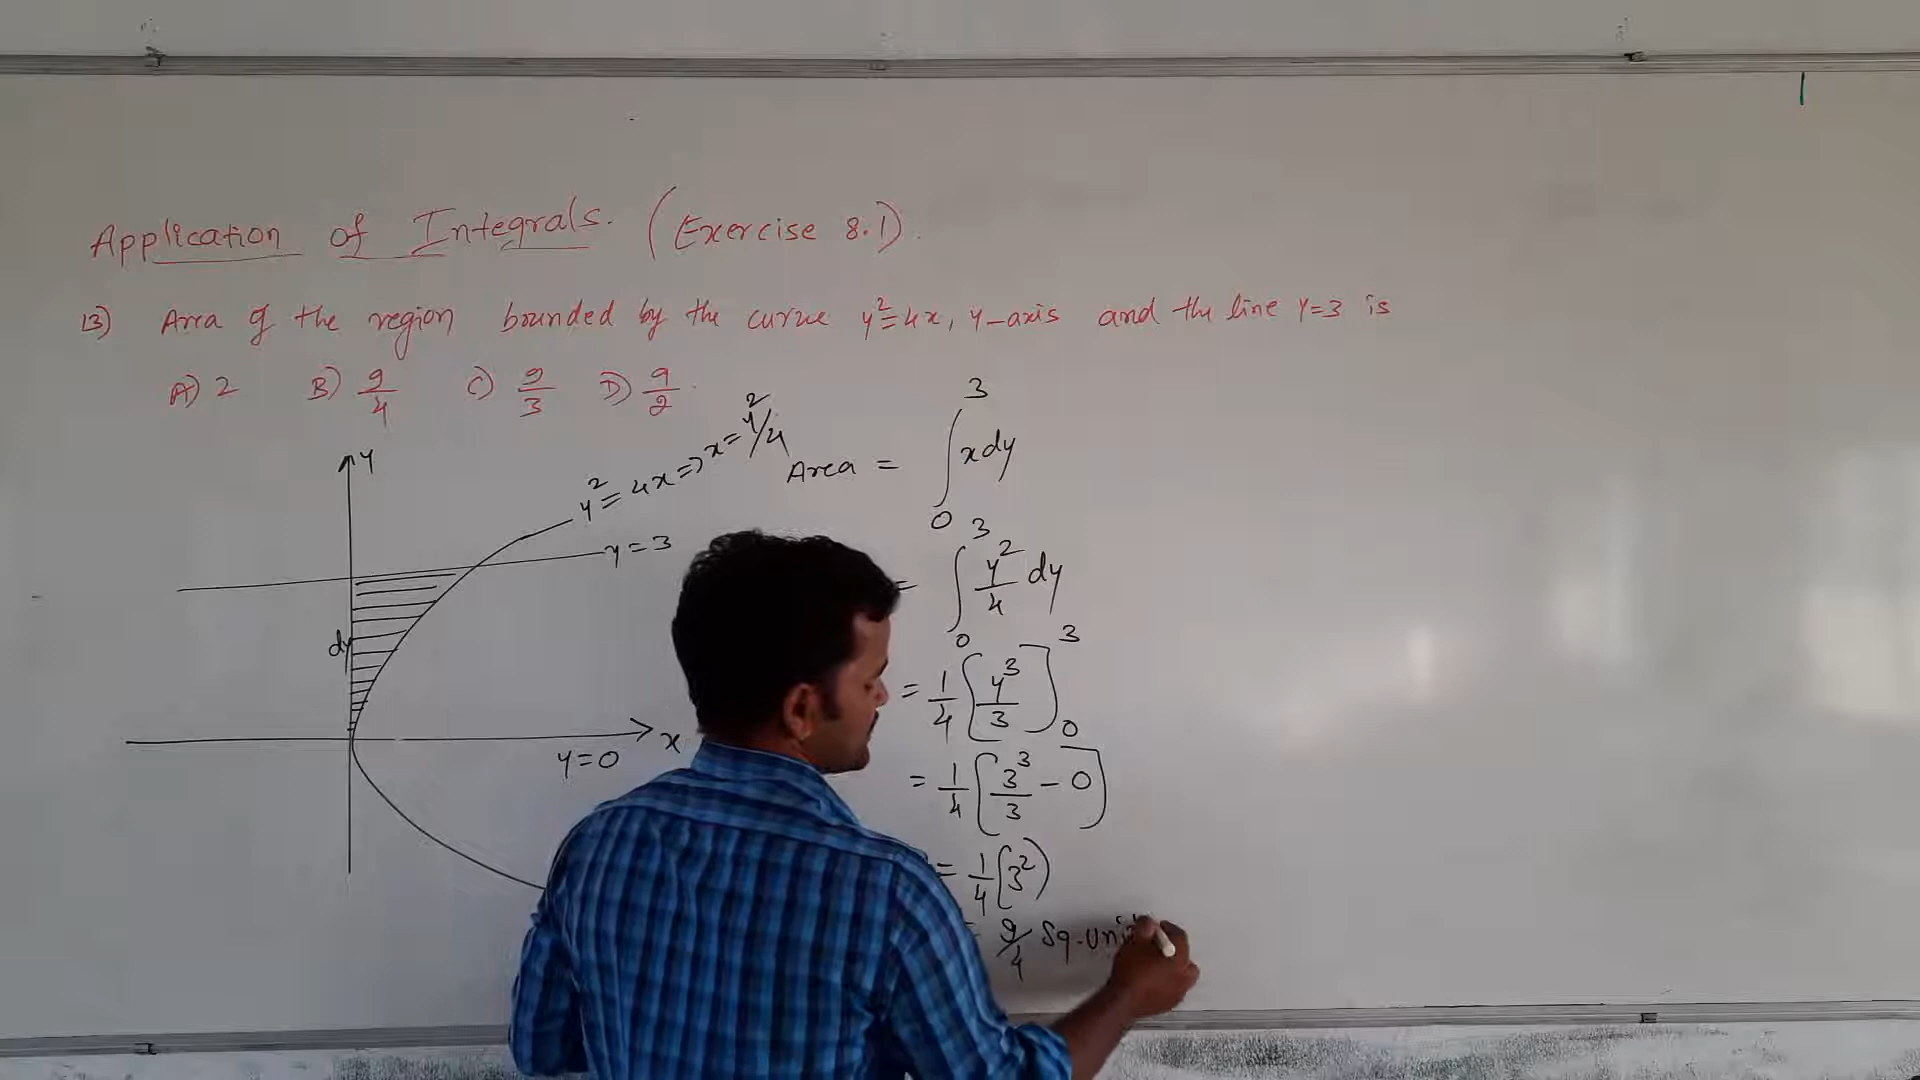 Application of Integrals. (Exercise 8.1).
13) Area of the region bounded by the curve y²=4x, y-axis and the line Y=3 is
A) 2 B) 9/4 C) 9/3 D) 9/2.
y
y² = 4x => x = y²/4
y = 3
dy
x
y = 0
Area = ∫₀³ x dy
= ∫₀³ y²/4 dy
= 1/4 [y³/3]₀³
= 1/4 [3³/3 - 0]
= 1/4 (3²)
= 9/4 Sq. Unit